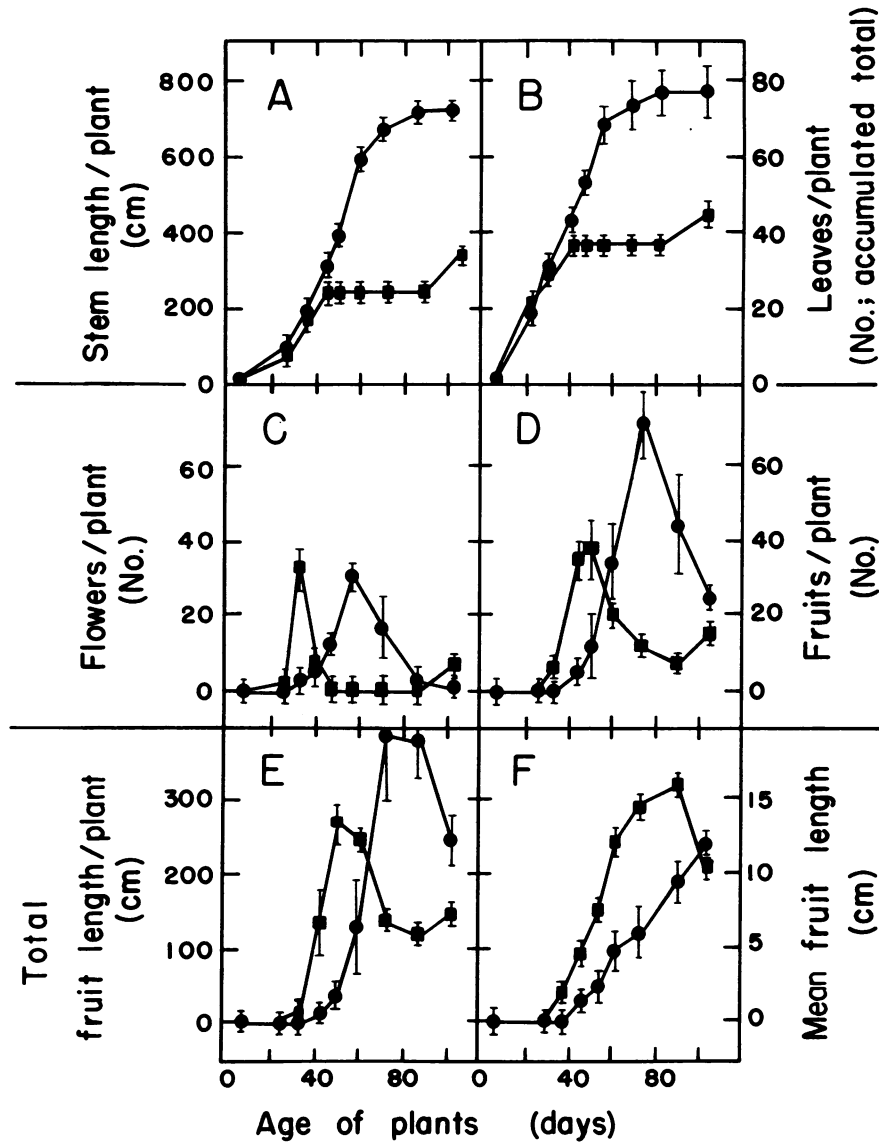 800
600
400
200
0
Stem length/plant
(cm)
A
B
80
60
40
20
0
Leaves/plant
(No.; accumulated total)
60
40
20
0
Flowers/plant
(No.)
C
D
60
40
20
0
Fruits/plant
(No.)
300
200
100
0
Total
fruit length/plant
(cm)
E
F
15
10
5
0
Mean fruit length
(cm)
0 40 80 0 40 80
Age of plants (days)